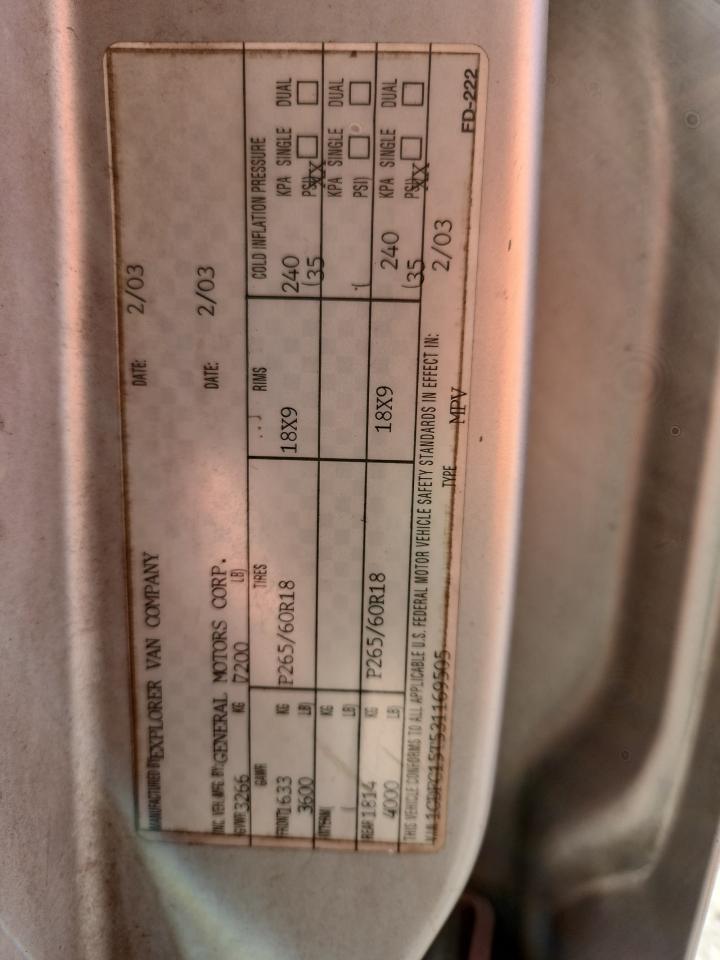 MANUFACTURED BY EXPLORER VAN COMPANY DATE: 2/03
INC. VEH. MFG. BY: GENERAL MOTORS CORP. DATE: 2/03
GVWR 3266 KG 7200 LB)
GAWR TIRES RIMS COLD INFLATION PRESSURE
FRONT 1633 KG P265/60R18 18X9 240 KPA SINGLE □ DUAL □
3600 LB) (35 PSI) XX
KG KPA SINGLE □ DUAL □
( LB) ( PSI)
REAR 1814 KG P265/60R18 18X9 240 KPA SINGLE □ DUAL □
4000 LB) (35 PSI) XX
THIS VEHICLE CONFORMS TO ALL APPLICABLE U.S. FEDERAL MOTOR VEHICLE SAFETY STANDARDS IN EFFECT IN: 2/03
TYPE MPV
FD-222